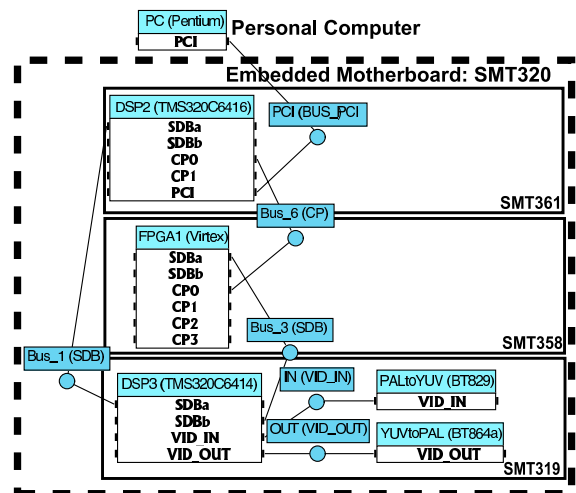 PC (Pentium)
PCI
Personal Computer
Embedded Motherboard: SMT320
DSP2 (TMS320C6416)
SDBa
SDBb
CP0
CP1
PCI
PCI (BUS_PCI
SMT361
Bus_6 (CP)
FPGA1 (Virtex)
SDBa
SDBb
CP0
CP1
CP2
CP3
Bus_3 (SDB)
SMT358
Bus_1 (SDB)
DSP3 (TMS320C6414)
SDBa
SDBb
VID_IN
VID_OUT
IN (VID_IN)
PALtoYUV (BT829)
VID_IN
OUT (VID_OUT)
YUVtoPAL (BT864a)
VID_OUT
SMT319